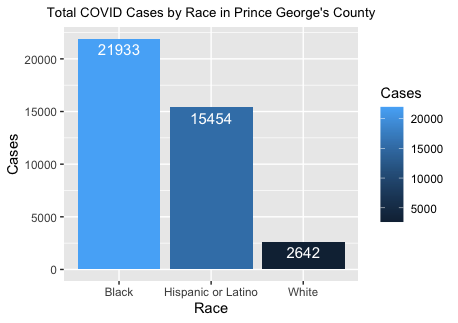 Total COVID Cases by Race in Prince George's County
Cases
20000
15000
10000
5000
0
21933
15454
2642
Black Hispanic or Latino White
Race
Cases
20000
15000
10000
5000